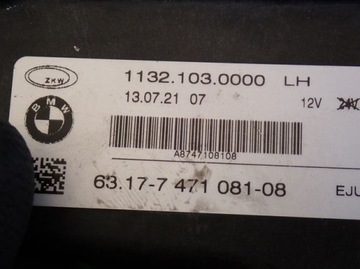 ZKW
1132.103.0000 LH
BMW
13.07.21 07
12V
A8747108108
63.17-7 471 081-08
EJU